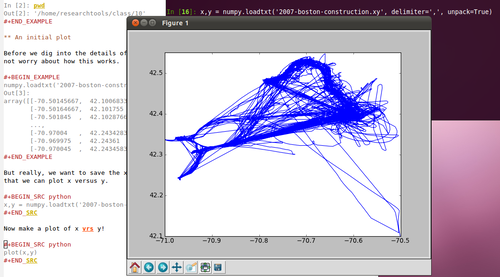 In [2]: pwd
Out[2]: '/home/researchtools/class/10'
#+END_EXAMPLE
** An initial plot
Before we dig into the details of
not worry about how this works.
#+BEGIN_EXAMPLE
numpy.loadtxt('2007-boston-constr
Out[3]:
array([[-70.50145667, 42.1006833
[-70.50164667, 42.101755
[-70.501845 , 42.1028766
...,
[-70.97004 , 42.2434828
[-70.969975 , 42.24361
[-70.970045 , 42.2434583
#+END_EXAMPLE
But really, we want to save the x
that we can plot x versus y.
#+BEGIN_SRC python
x,y = numpy.loadtxt('2007-boston-
#+END_SRC
Now make a plot of x vrs y!
#+BEGIN_SRC python
plot(x,y)
#+END_SRC
In [16]: x,y = numpy.loadtxt('2007-boston-construction.xy', delimiter=',', unpack=True)
Figure 1
42.5
42.4
42.3
42.2
42.1
-71.0 -70.9 -70.8 -70.7 -70.6 -70.5